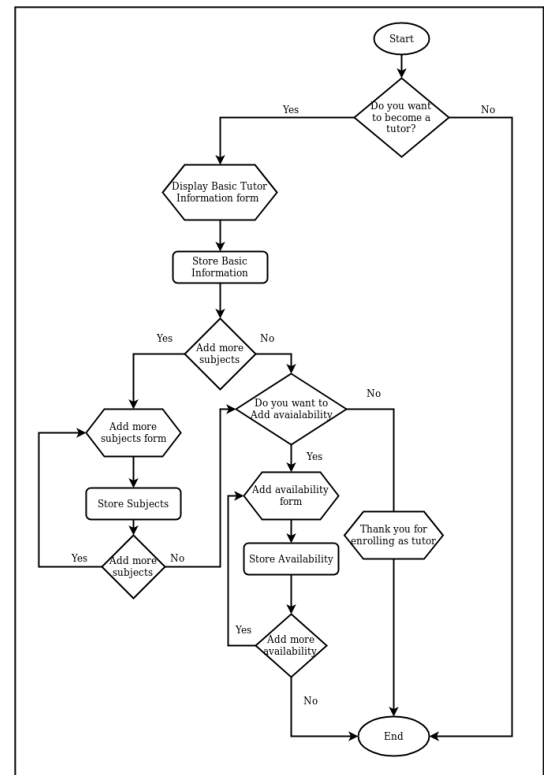 Start
Do you want
to become a
tutor?
Yes
No
Display Basic Tutor
Information form
Store Basic
Information
Add more
subjects
Yes
No
Do you want to
Add avaialability
No
Yes
Add more
subjects form
Store Subjects
Add more
subjects
Yes
No
Add availability
form
Store Availability
Add more
availability
Yes
No
Thank you for
enrolling as tutor
End